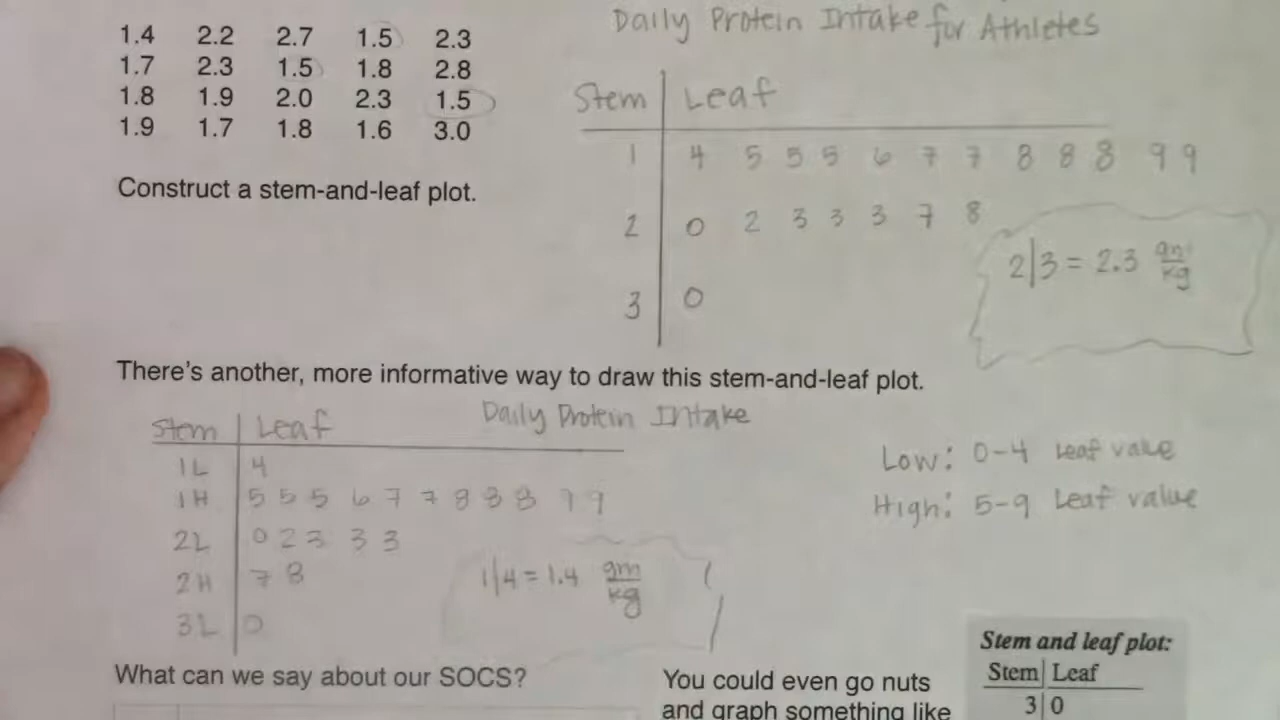 1.4 2.2 2.7 1.5 2.3
1.7 2.3 1.5 1.8 2.8
1.8 1.9 2.0 2.3 1.5
1.9 1.7 1.8 1.6 3.0
Construct a stem-and-leaf plot.
Daily Protein Intake for Athletes
Stem | Leaf
1 | 4 5 5 5 6 7 7 8 8 8 9 9
2 | 0 2 3 3 3 7 8
3 | 0
2|3 = 2.3 gm/kg
There's another, more informative way to draw this stem-and-leaf plot.
Daily Protein Intake
Stem | Leaf
1L | 4
1H | 5 5 5 6 7 7 8 8 8 9 9
2L | 0 2 3 3 3
2H | 7 8
3L | 0
1|4 = 1.4 gm/kg
Low: 0-4 Leaf value
High: 5-9 Leaf value
What can we say about our SOCS?
You could even go nuts
and graph something like
Stem and leaf plot:
Stem | Leaf
3 | 0